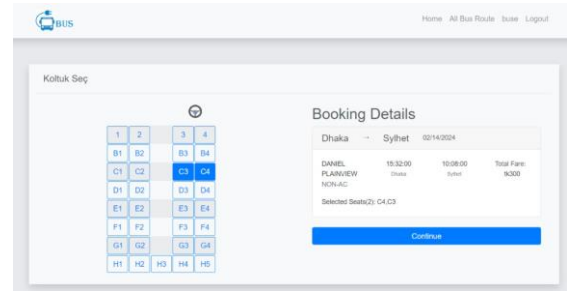 BUS
Home All Bus Route buse Logout
Koltuk Seç
1 2 3 4
B1 B2 B3 B4
C1 C2 C3 C4
D1 D2 D3 D4
E1 E2 E3 E4
F1 F2 F3 F4
G1 G2 G3 G4
H1 H2 H3 H4 H5
Booking Details
Dhaka → Sylhet 02/14/2024
DANIEL PLAINVIEW
NON-AC
15:32:00
Dhaka
10:08:00
Sylhet
Total Fare:
Selected Seats(2): C4,C3
Continue